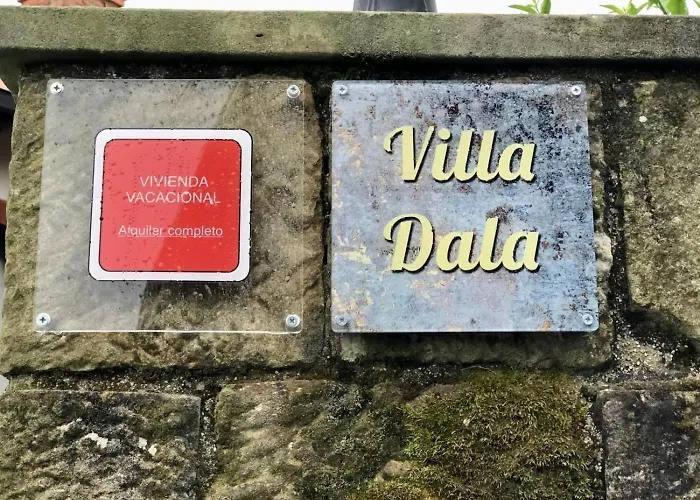 VIVIENDA
VACACIONAL
Alquiler completo
Villa
Dala